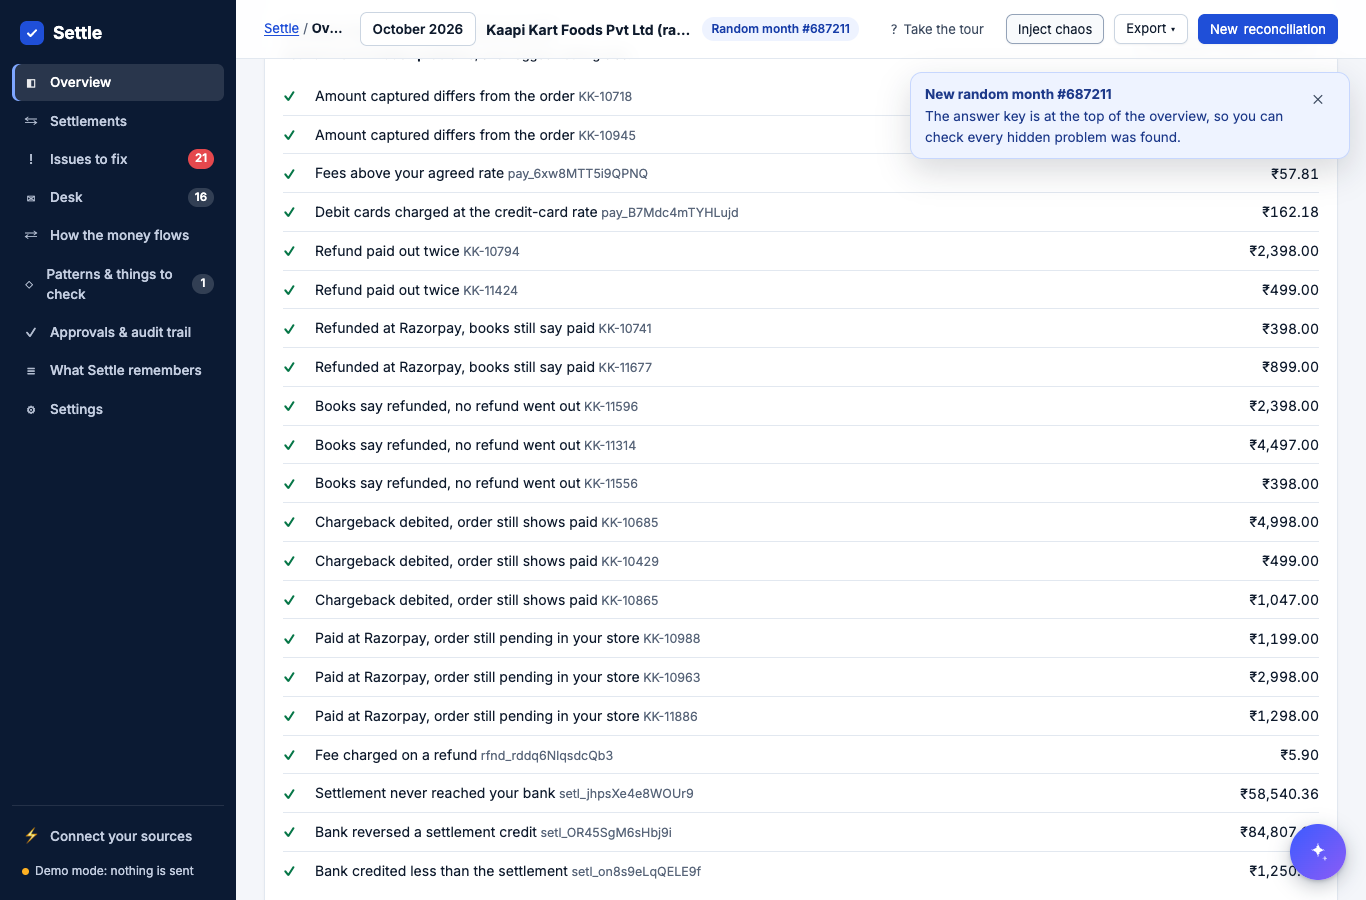 Settle
Overview
Settlements
Issues to fix 21
Desk 16
How the money flows
Patterns & things to
check 1
Approvals & audit trail
What Settle remembers
Settings
Connect your sources
Demo mode: nothing is sent
Settle / Ov...
October 2026
Kaapi Kart Foods Pvt Ltd (ra...
Random month #687211
? Take the tour
Inject chaos
Export
New reconciliation
New random month #687211
The answer key is at the top of the overview, so you can
check every hidden problem was found.
Amount captured differs from the order KK-10718
Amount captured differs from the order KK-10945
Fees above your agreed rate pay_6xw8MTT5i9QPNQ ₹57.81
Debit cards charged at the credit-card rate pay_B7Mdc4mTYHLujd ₹162.18
Refund paid out twice KK-10794 ₹2,398.00
Refund paid out twice KK-11424 ₹499.00
Refunded at Razorpay, books still say paid KK-10741 ₹398.00
Refunded at Razorpay, books still say paid KK-11677 ₹899.00
Books say refunded, no refund went out KK-11596 ₹2,398.00
Books say refunded, no refund went out KK-11314 ₹4,497.00
Books say refunded, no refund went out KK-11556 ₹398.00
Chargeback debited, order still shows paid KK-10685 ₹4,998.00
Chargeback debited, order still shows paid KK-10429 ₹499.00
Chargeback debited, order still shows paid KK-10865 ₹1,047.00
Paid at Razorpay, order still pending in your store KK-10988 ₹1,199.00
Paid at Razorpay, order still pending in your store KK-10963 ₹2,998.00
Paid at Razorpay, order still pending in your store KK-11886 ₹1,298.00
Fee charged on a refund rfnd_rddq6NlqsdcQb3 ₹5.90
Settlement never reached your bank setl_jhpsXe4e8WOUr9 ₹58,540.36
Bank reversed a settlement credit setl_OR45SgM6sHbj9i ₹84,807.
Bank credited less than the settlement setl_on8s9eLqQELE9f ₹1,250.